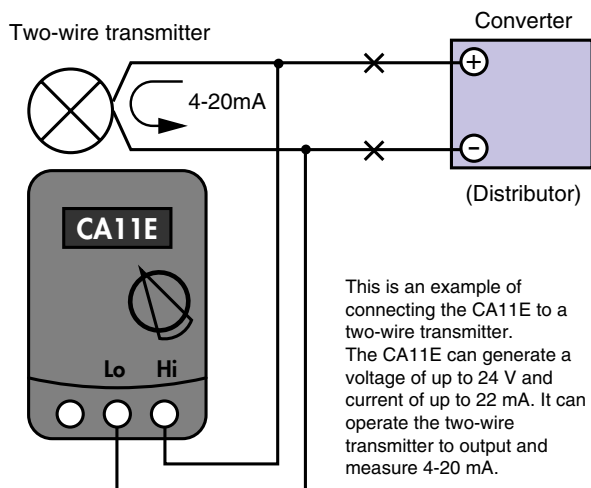 Two-wire transmitter
Converter
4-20mA
+
-
(Distributor)
CA11E
Lo Hi
This is an example of
connecting the CA11E to a
two-wire transmitter.
The CA11E can generate a
voltage of up to 24 V and
current of up to 22 mA. It can
operate the two-wire
transmitter to output and
measure 4-20 mA.